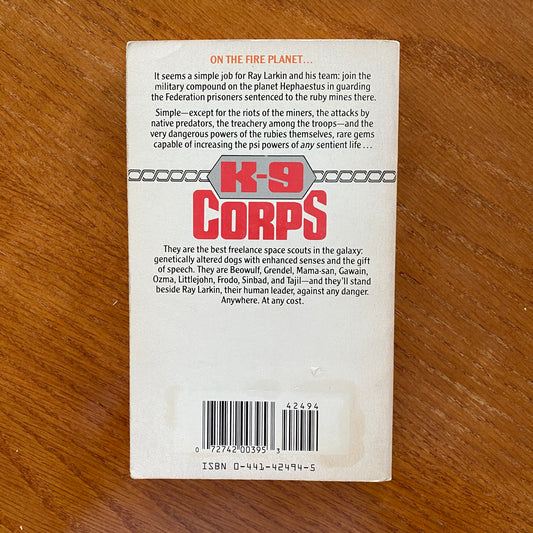 ON THE FIRE PLANET...
It seems a simple job for Ray Larkin and his team: join the
military compound on the planet Hephaestus in guarding
the Federation prisoners sentenced to the ruby mines there.
Simple—except for the riots of the miners, the attacks by
native predators, the treachery among the troops—and the
very dangerous powers of the rubies themselves, rare gems
capable of increasing the psi powers of any sentient life...
K-9
CORPS
They are the best freelance space scouts in the galaxy:
genetically altered dogs with enhanced senses and the gift
of speech. They are Beowulf, Grendel, Mama-san, Gawain,
Ozma, Littlejohn, Frodo, Sinbad, and Tajil—and they'll stand
beside Ray Larkin, their human leader, against any danger.
Anywhere. At any cost.
42494
0 72742 00395 3
ISBN 0-441-42494-5